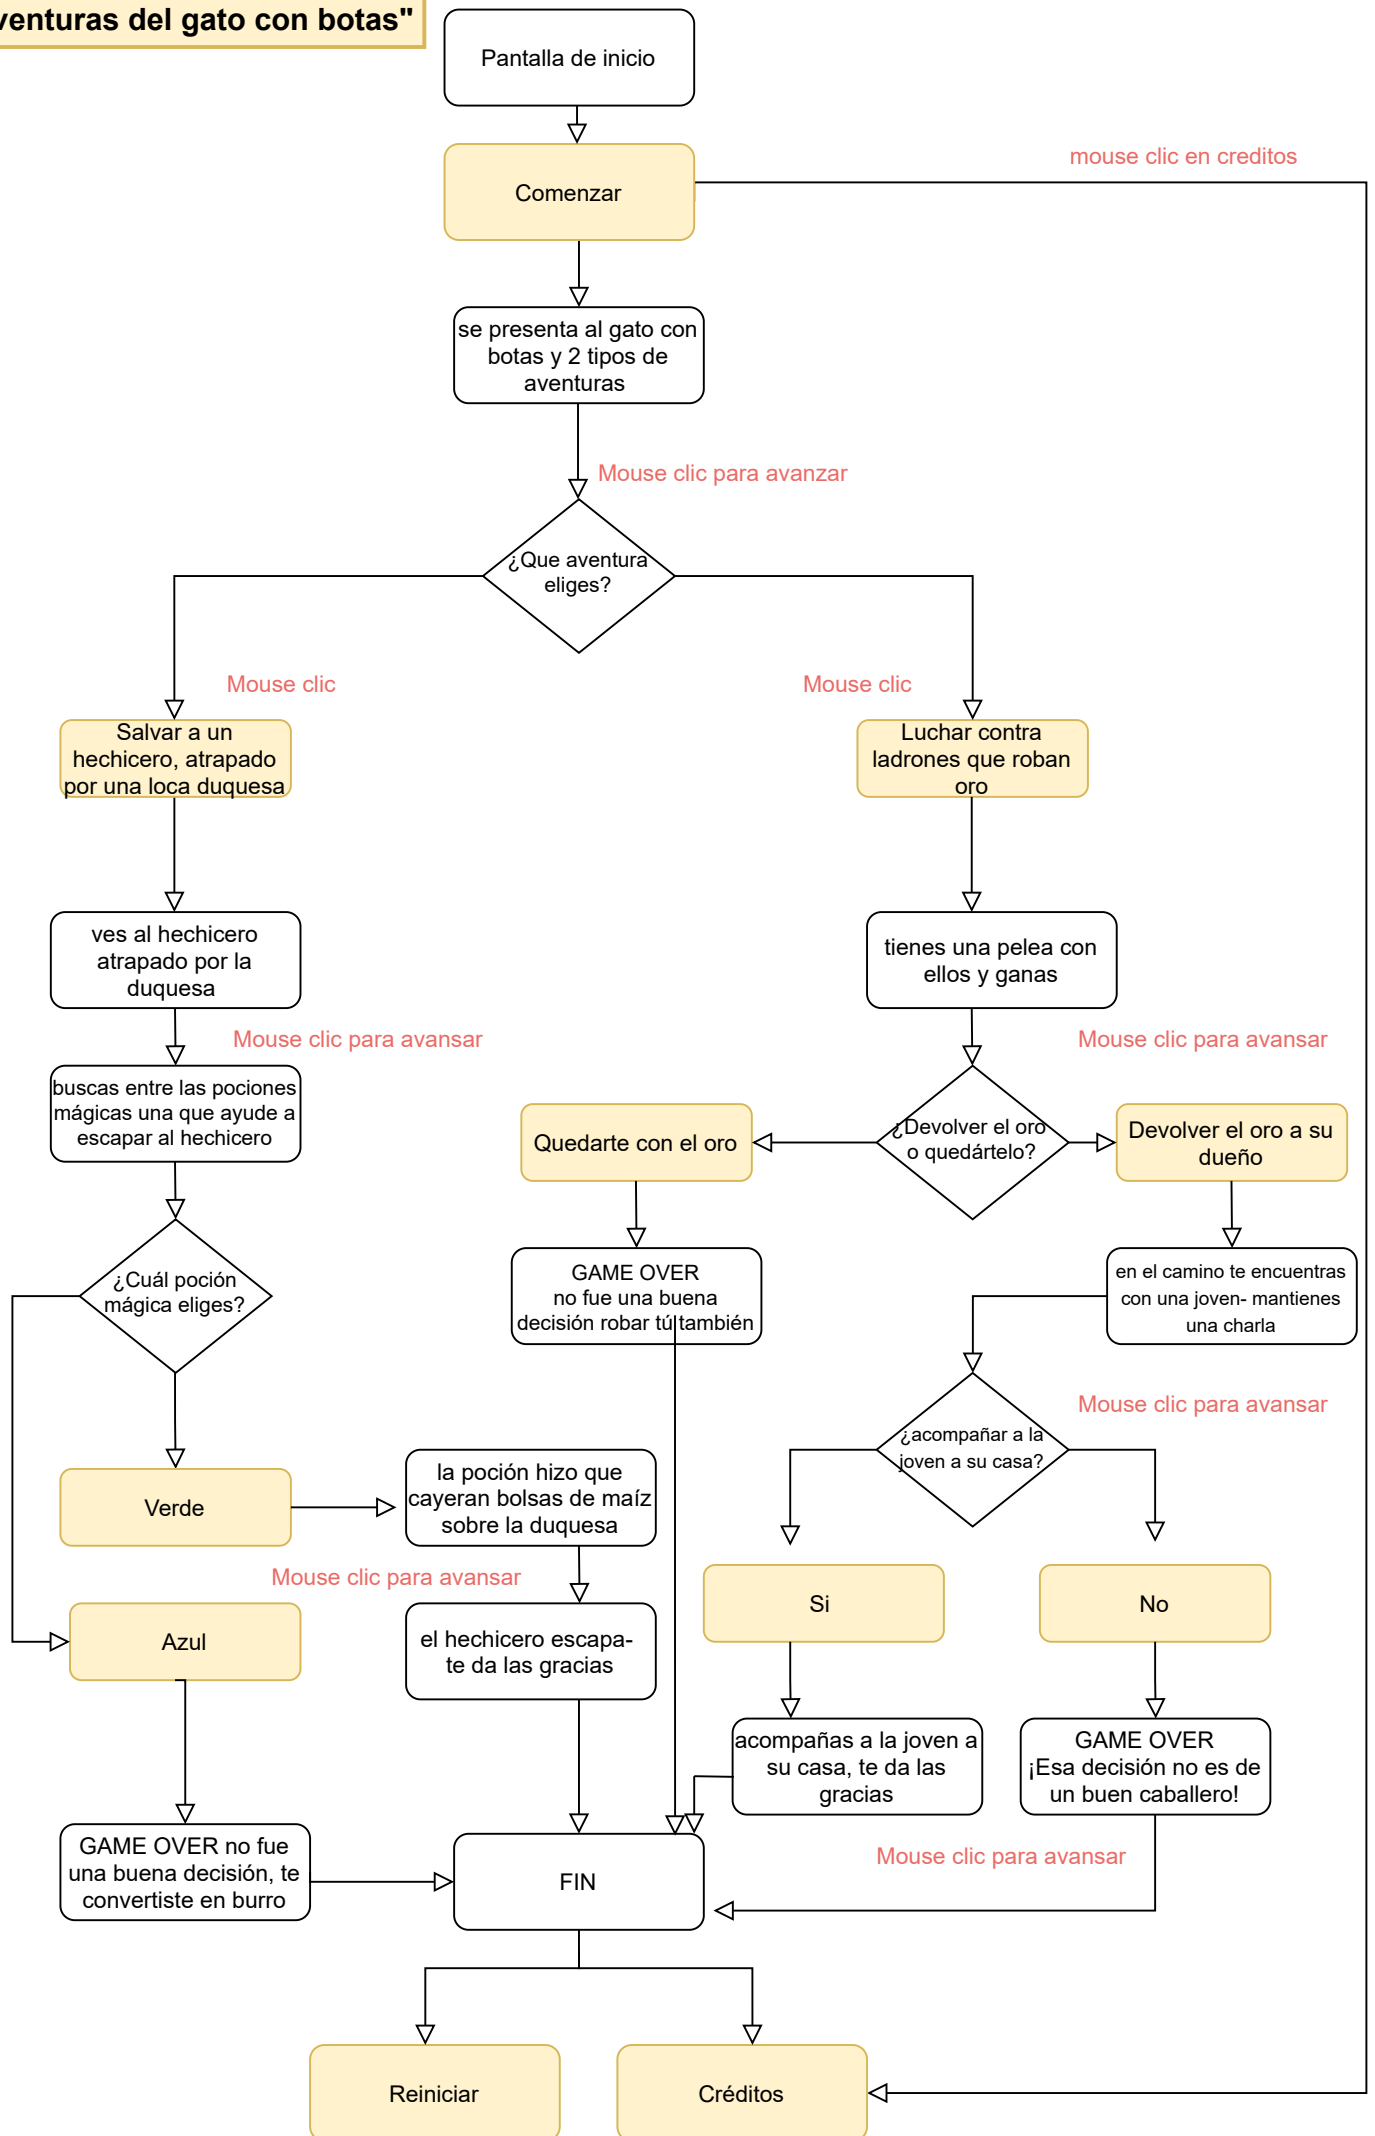 venturas del gato con botas"
Pantalla de inicio
mouse clic en creditos
Comenzar
se presenta al gato con
botas y 2 tipos de
aventuras
Mouse clic para avanzar
¿Que aventura
eliges?
Mouse clic
Mouse clic
Salvar a un
hechicero, atrapado
por una loca duquesa
Luchar contra
ladrones que roban
oro
ves al hechicero
atrapado por la
duquesa
tienes una pelea con
ellos y ganas
Mouse clic para avansar
Mouse clic para avansar
buscas entre las pociones
mágicas una que ayude a
escapar al hechicero
Quedarte con el oro
¿Devolver el oro
o quedártelo?
Devolver el oro a su
dueño
¿Cuál poción
mágica eliges?
GAME OVER
no fue una buena
decisión robar tú también
en el camino te encuentras
con una joven- mantienes
una charla
Mouse clic para avansar
¿acompañar a la
joven a su casa?
Verde
la poción hizo que
cayeran bolsas de maíz
sobre la duquesa
Mouse clic para avansar
Si
No
Azul
el hechicero escapa-
te da las gracias
acompañas a la joven a
su casa, te da las
gracias
GAME OVER
¡Esa decisión no es de
un buen caballero!
GAME OVER no fue
una buena decisión, te
convertiste en burro
Mouse clic para avansar
FIN
Reiniciar
Créditos